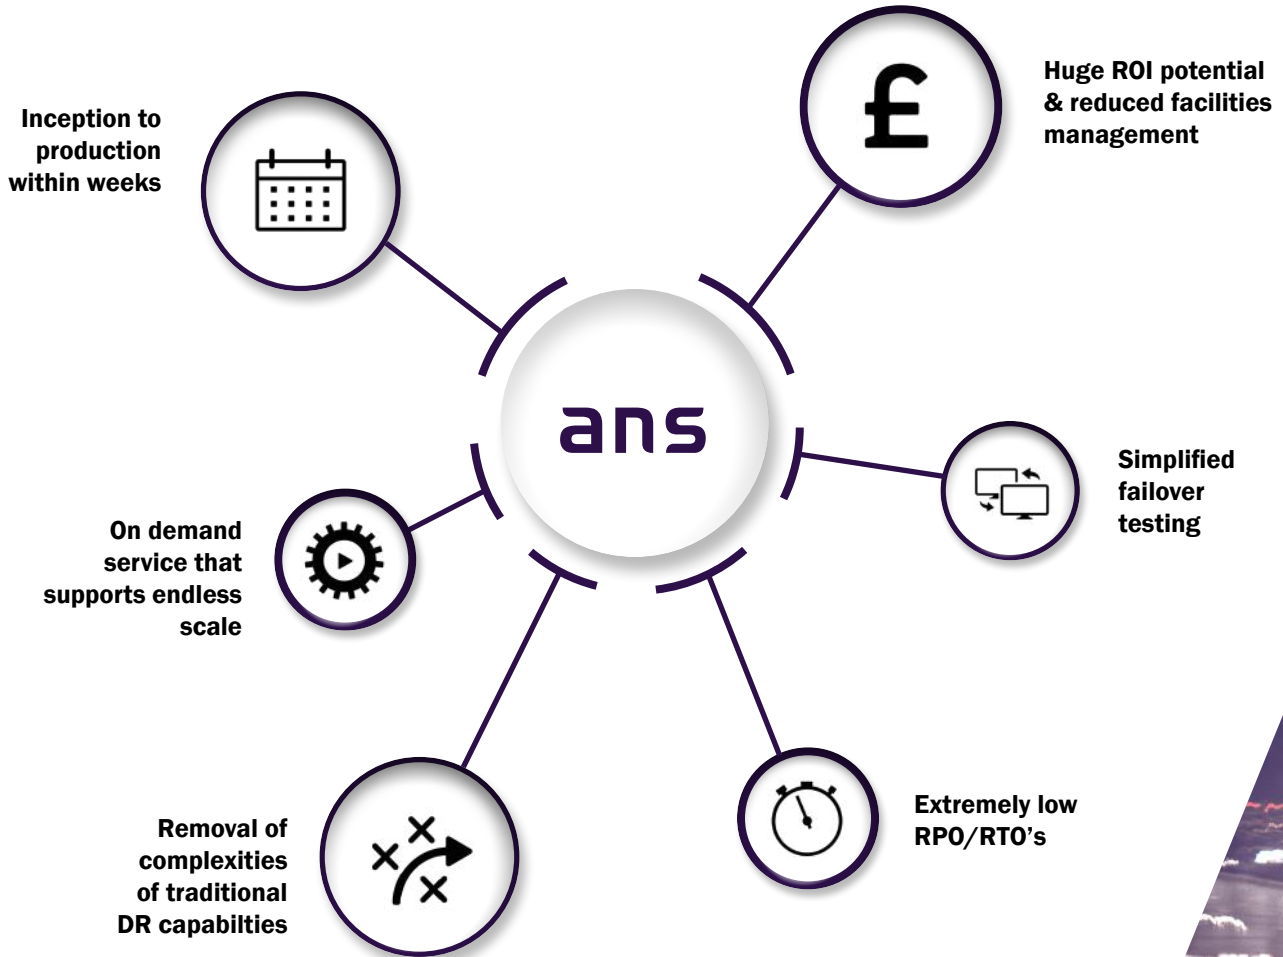 Huge ROI potential
& reduced facilities
management
Inception to
production
within weeks
£
ans
Simplified
failover
testing
On demand
service that
supports endless
scale
Extremely low
RPO/RTO’s
Removal of
complexities
of traditional
DR capabilties